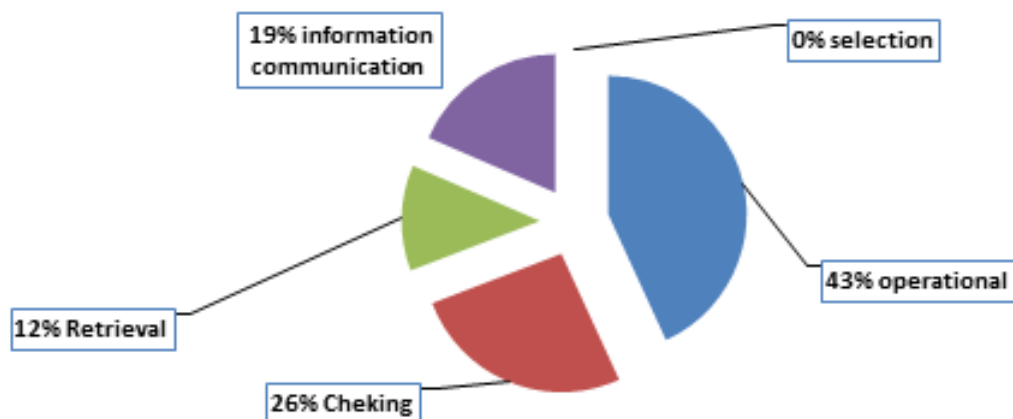 19% information
communication
0% selection
43% operational
12% Retrieval
26% Cheking